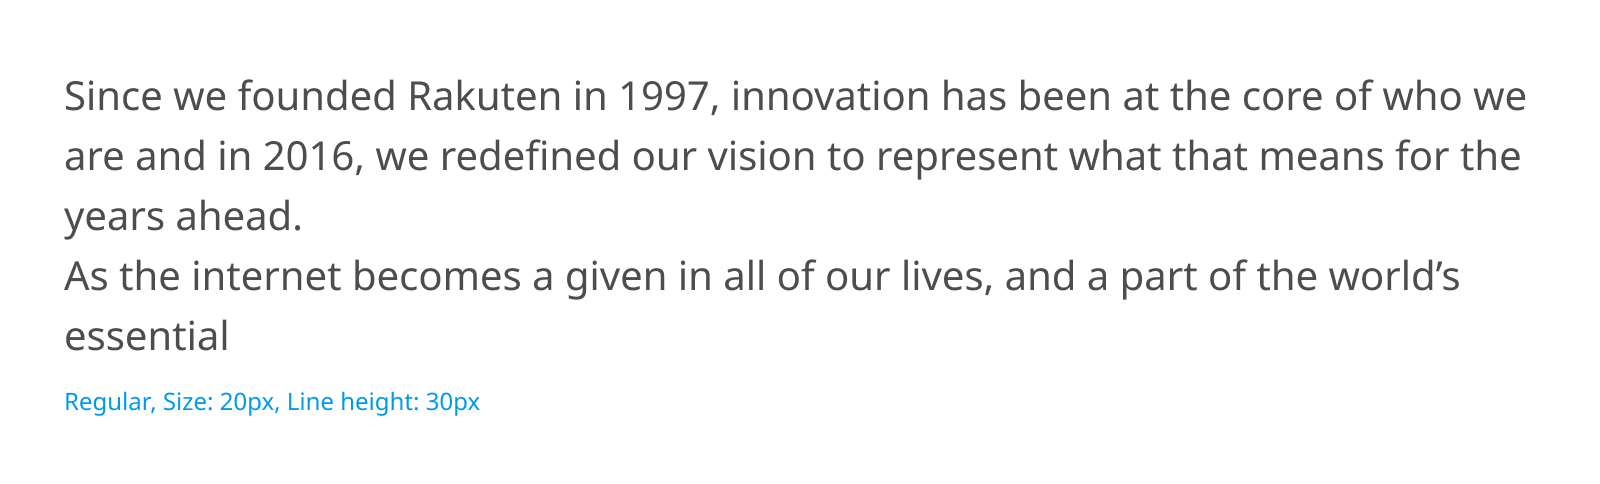 Since we founded Rakuten in 1997, innovation has been at the core of who we
are and in 2016, we redefined our vision to represent what that means for the
years ahead.
As the internet becomes a given in all of our lives, and a part of the world’s
essential
Regular, Size: 20px, Line height: 30px